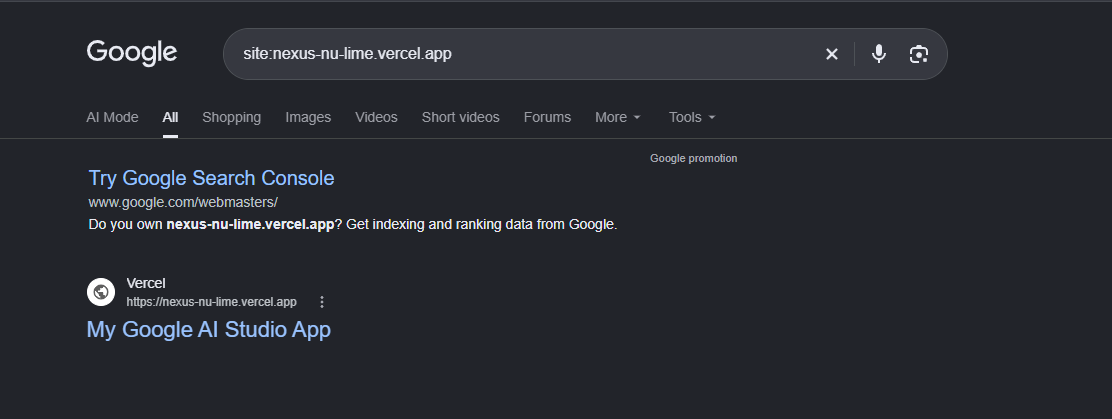 Google
site:nexus-nu-lime.vercel.app
AI Mode All Shopping Images Videos Short videos Forums More Tools
Google promotion
Try Google Search Console
www.google.com/webmasters/
Do you own nexus-nu-lime.vercel.app? Get indexing and ranking data from Google.
Vercel
https://nexus-nu-lime.vercel.app
My Google AI Studio App